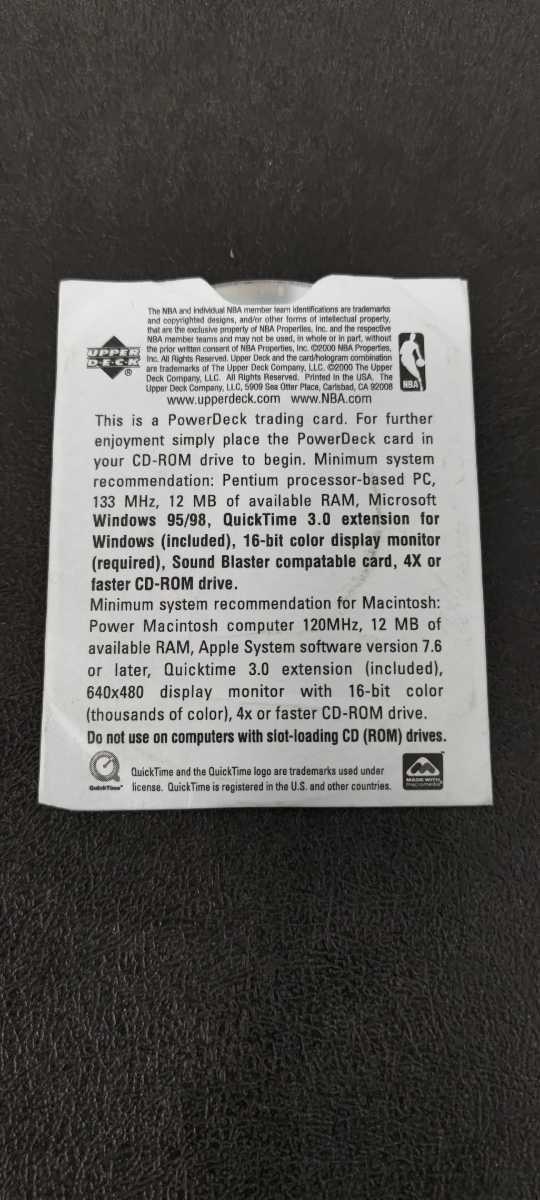 The NBA and individual NBA member team identifications are trademarks
and copyrighted designs, and/or other forms of intellectual property,
that are the exclusive property of NBA Properties, Inc. and the respective
NBA member teams and may not be used, in whole or in part, without
the prior written consent of NBA Properties, Inc. ©2000 NBA Properties,
Inc. All Rights Reserved. Upper Deck and the card/hologram combination
are trademarks of The Upper Deck Company, LLC. ©2000 The Upper
Deck Company, LLC. All Rights Reserved. Printed in the USA. The
Upper Deck Company, LLC, 5909 Sea Otter Place, Carlsbad, CA 92008
UPPER
DECK
®
NBA
www.upperdeck.com www.NBA.com
This is a PowerDeck trading card. For further
enjoyment simply place the PowerDeck card in
your CD-ROM drive to begin. Minimum system
recommendation: Pentium processor-based PC,
133 MHz, 12 MB of available RAM, Microsoft
Windows 95/98, QuickTime 3.0 extension for
Windows (included), 16-bit color display monitor
(required), Sound Blaster compatable card, 4X or
faster CD-ROM drive.
Minimum system recommendation for Macintosh:
Power Macintosh computer 120MHz, 12 MB of
available RAM, Apple System software version 7.6
or later, Quicktime 3.0 extension (included),
640x480 display monitor with 16-bit color
(thousands of color), 4x or faster CD-ROM drive.
Do not use on computers with slot-loading CD (ROM) drives.
QuickTime™
QuickTime and the QuickTime logo are trademarks used under
license. QuickTime is registered in the U.S. and other countries.
MADE WITH
macromedia®